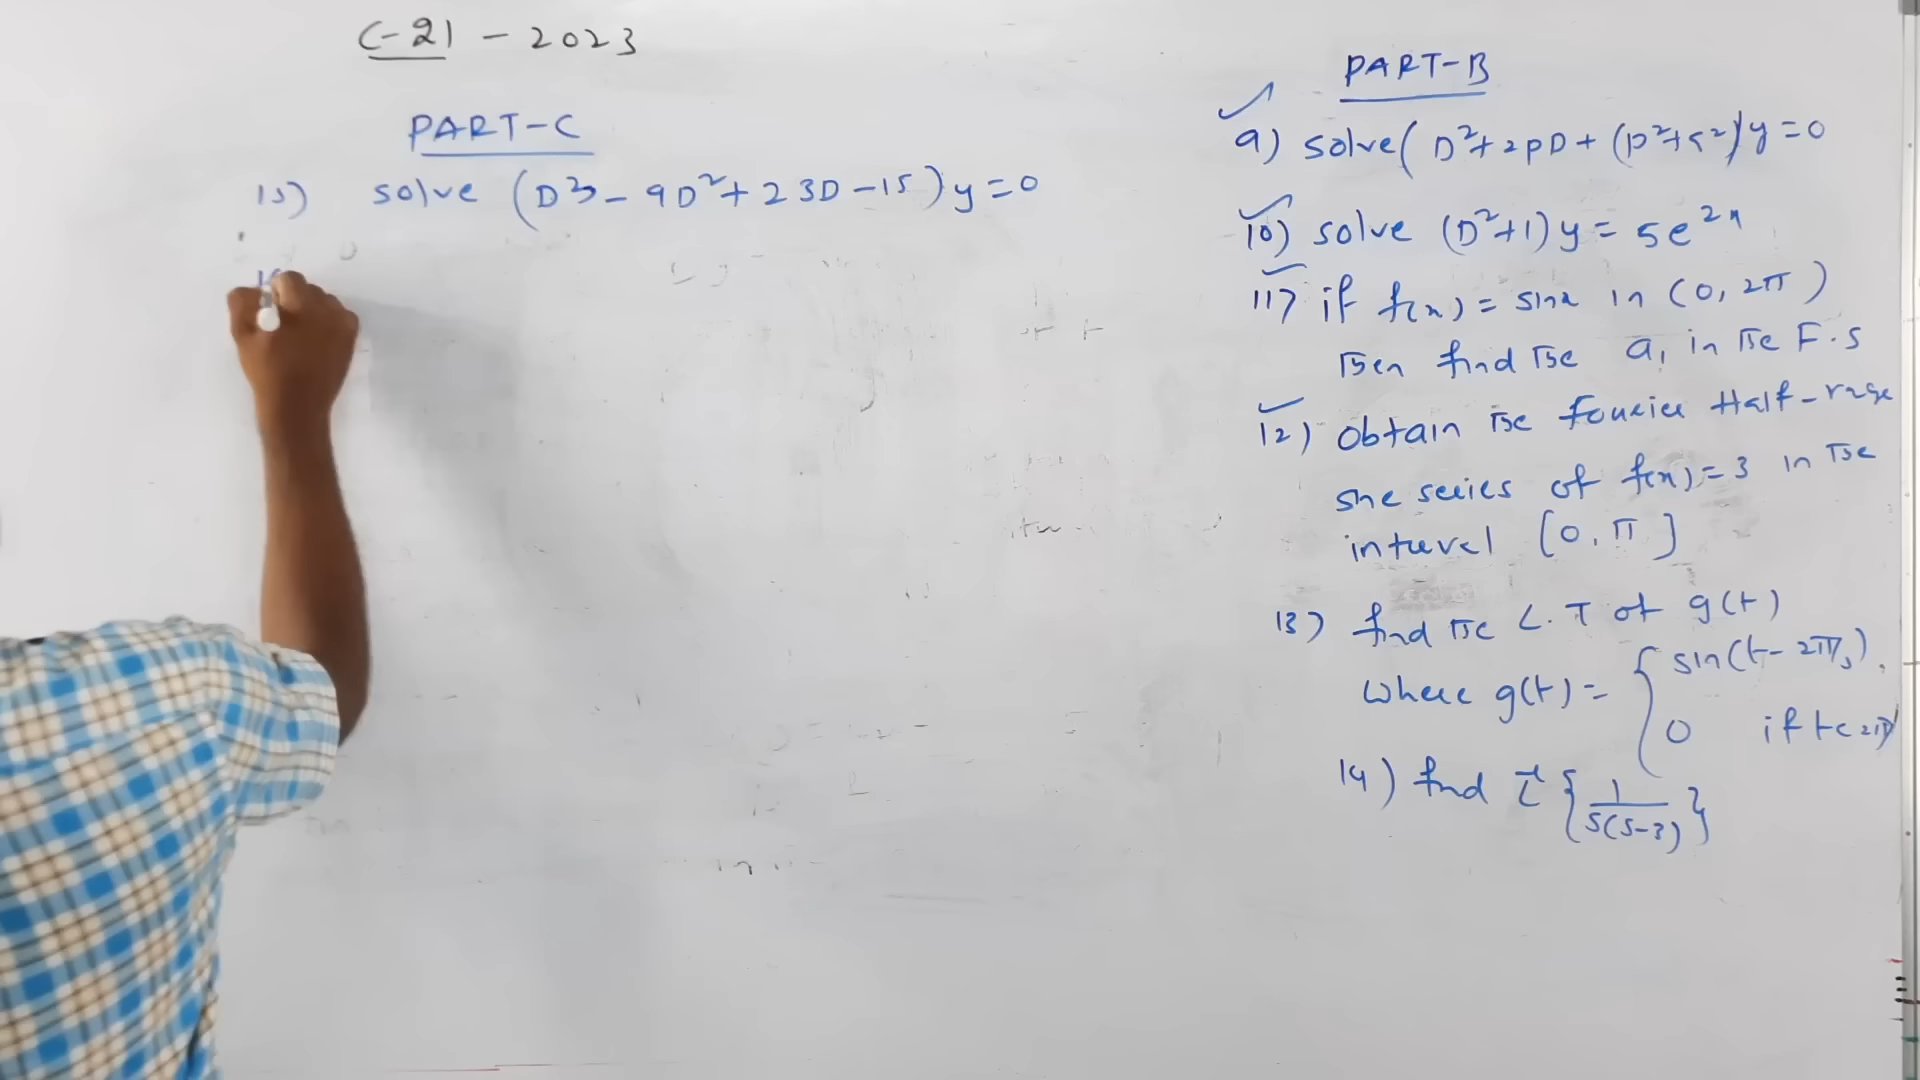 C-21 - 2023
PART-C
15) solve (D³ - 9D² + 23D - 15) y = 0
PART-B
9) solve (D² + 2PD + (p² + q²)) y = 0
10) solve (D² + 1) y = 5e²ˣ
11) if f(x) = sinx in (0, 2π)
then find the a₁ in the F.S
12) obtain the Fourier Half-range
sine series of f(x) = 3 in the
interval [0, π]
13) find the L.T of g(t)
where g(t) = { sin(t - 2π/3),
0 if t < 2π/
14) find L⁻¹ { 1/s(s-3) }